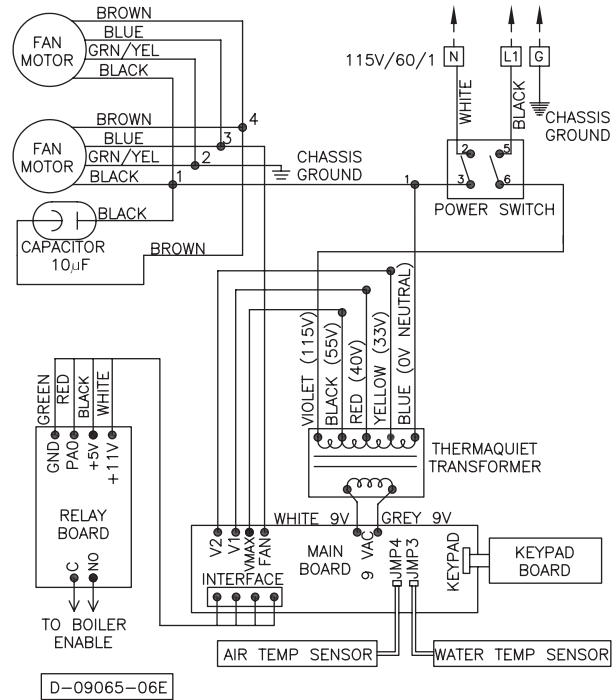 BROWN
BLUE
GRN/YEL
BLACK
FAN
MOTOR
BROWN
BLUE
GRN/YEL
BLACK
FAN
MOTOR
4
3
2
1
CHASSIS
GROUND
BLACK
CAPACITOR
10µF
BROWN
115V/60/1
N
L1
G
WHITE
BLACK
CHASSIS
GROUND
2
5
3
6
1
POWER SWITCH
VIOLET (115V)
BLACK (55V)
RED (40V)
YELLOW (33V)
BLUE (0V NEUTRAL)
THERMAQUIET
TRANSFORMER
GREEN
RED
BLACK
WHITE
GND
PA0
+5V
+11V
RELAY
BOARD
C
NO
TO BOILER
ENABLE
WHITE 9V
GREY 9V
V2
V1
VMAX
FAN
MAIN
BOARD
9 VAC
JMP4
JMP3
KEYPAD
INTERFACE
KEYPAD
BOARD
AIR TEMP SENSOR
WATER TEMP SENSOR
D-09065-06E